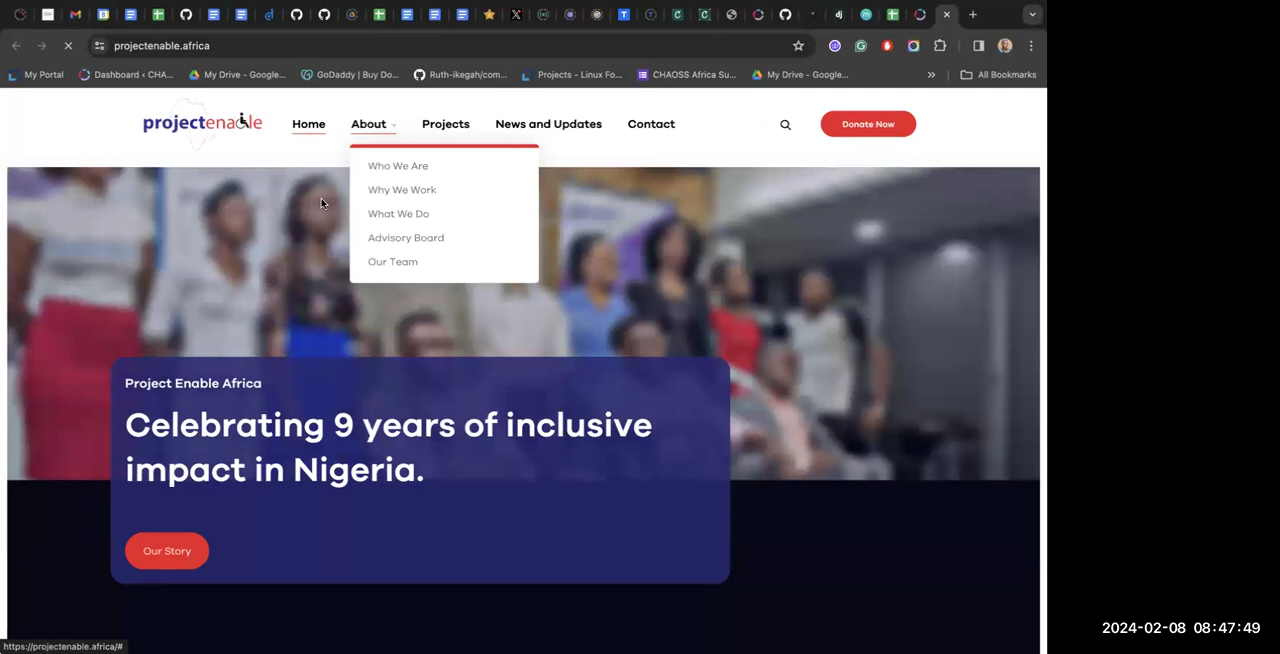 projectenable.africa
My Portal
Dashboard ‹ CHA...
My Drive - Google...
GoDaddy | Buy Do...
Ruth-ikegah/com...
Projects - Linux Fo...
CHAOSS Africa Su...
My Drive - Google...
»
All Bookmarks
projectenable
Home
About
Projects
News and Updates
Contact
Donate Now
Who We Are
Why We Work
What We Do
Advisory Board
Our Team
Project Enable Africa
Celebrating 9 years of inclusive
impact in Nigeria.
Our Story
https://projectenable.africa/#
2024-02-08 08:47:49